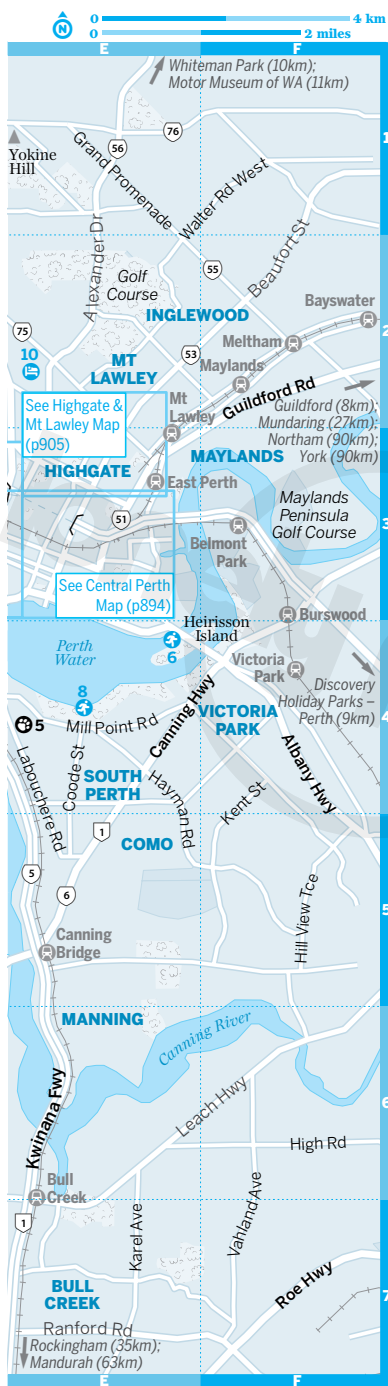 N
0 4 km
0 2 miles
E F
Whiteman Park (10km);
Motor Museum of WA (11km)
1
76
56
Yokine
Hill
Grand Promenade
Walter Rd West
Alexander Dr
Beaufort St
55
Golf
Course
Bayswater
INGLEWOOD
2
75
Meltham
10
53
MT
LAWLEY
Maylands
Guildford Rd
See Highgate &
Mt Lawley Map
(p905)
Mt
Lawley
Guildford (8km);
Mundaring (27km);
Northam (90km);
York (90km)
MAYLANDS
HIGHGATE
East Perth
Maylands
Peninsula
Golf Course
51
3
Belmont
Park
See Central Perth
Map (p894)
Burswood
Heirisson
Island
Perth
Water
6
Victoria
Park
Discovery
Holiday Parks –
Perth (9km)
8
5
Mill Point Rd
Canning Hwy
VICTORIA
PARK
4
Coode St
Labouchere Rd
SOUTH
PERTH
Hayman Rd
Albany Hwy
Kent St
1
COMO
5
6
Hill View Tce
5
Canning
Bridge
MANNING
Canning River
Kwinana Fwy
Leach Hwy
6
High Rd
Bull
Creek
1
Karel Ave
Vahland Ave
Roe Hwy
BULL
CREEK
7
Ranford Rd
Rockingham (35km);
Mandurah (63km)
E F